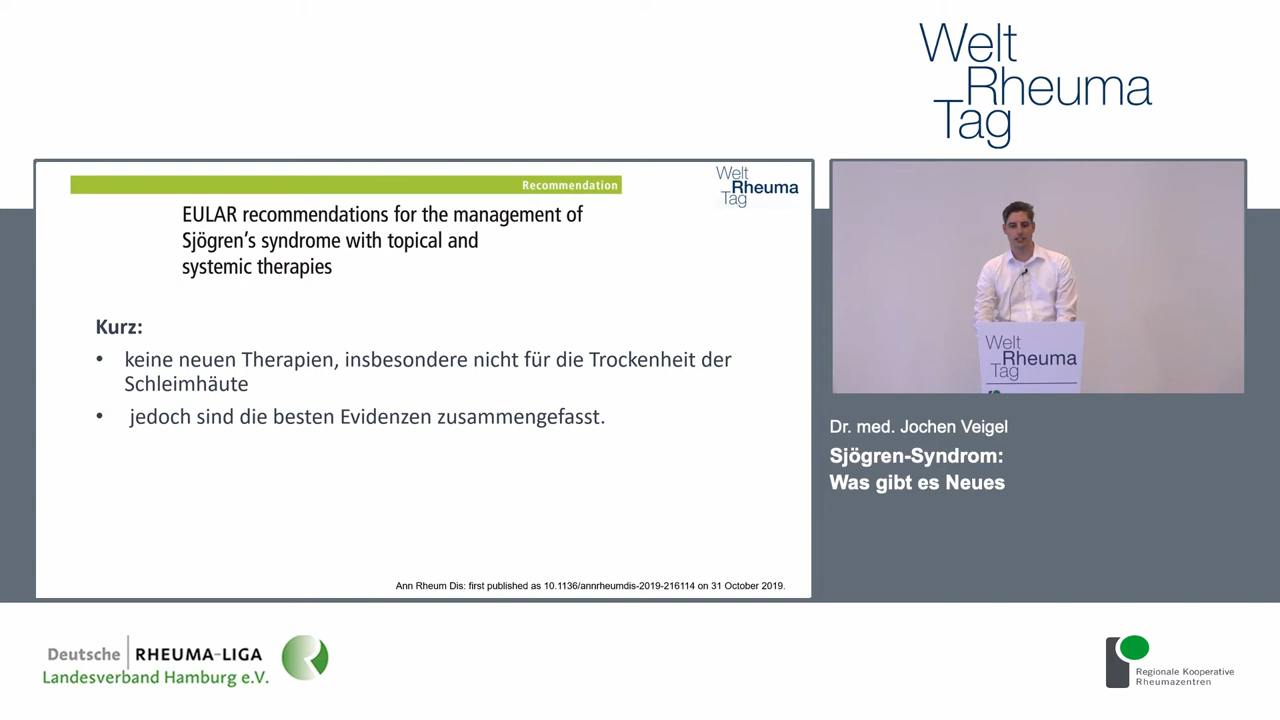 Welt
Rheuma
Tag
Recommendation
Welt
Rheuma
Tag
EULAR recommendations for the management of
Sjögren's syndrome with topical and
systemic therapies
Kurz:
• keine neuen Therapien, insbesondere nicht für die Trockenheit der
Schleimhäute
• jedoch sind die besten Evidenzen zusammengefasst.
Ann Rheum Dis: first published as 10.1136/annrheumdis-2019-216114 on 31 October 2019.
Welt
Rheuma
Tag
Dr. med. Jochen Veigel
Sjögren-Syndrom:
Was gibt es Neues
Deutsche RHEUMA-LIGA
Landesverband Hamburg e.V.
Regionale Kooperative
Rheumazentren